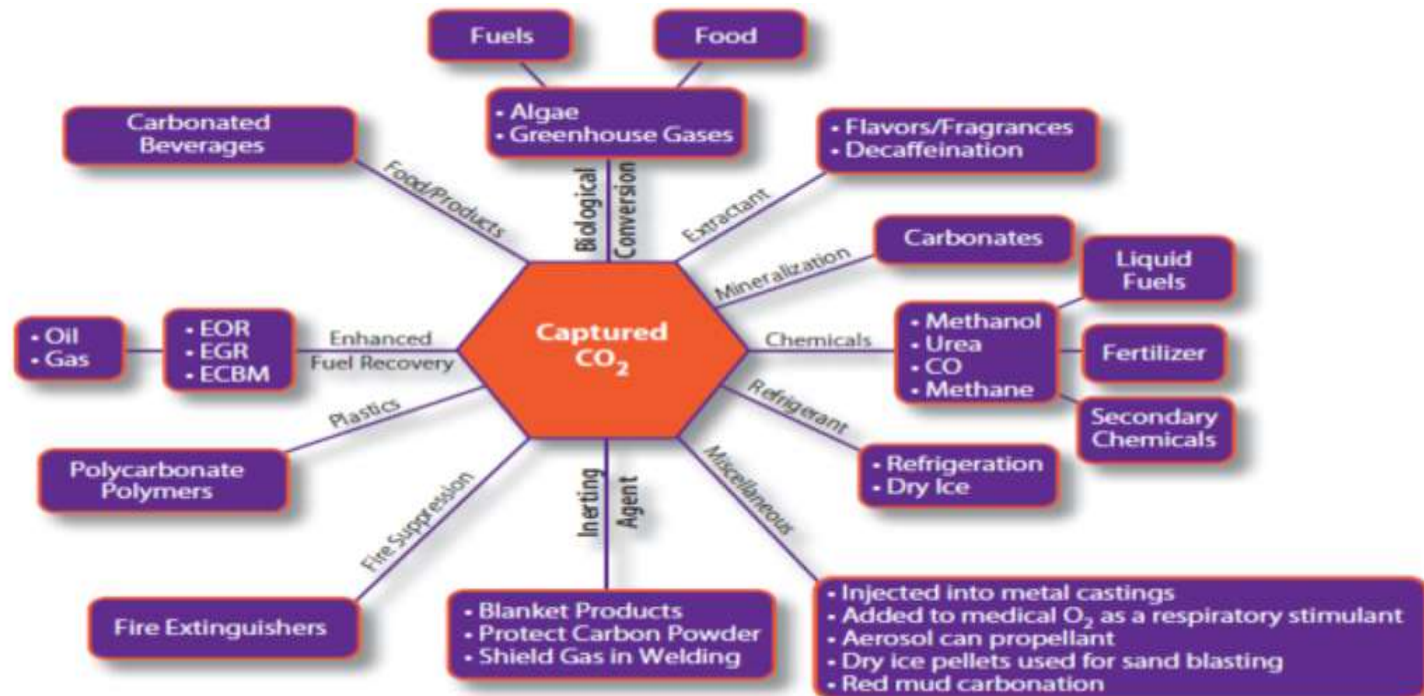 Fuels
Food
• Algae
• Greenhouse Gases
Carbonated
Beverages
• Flavors/Fragrances
• Decaffeination
Food/Products
Biological
Conversion
Extractant
Mineralization
Carbonates
Liquid
Fuels
• Oil
• Gas
• EOR
• EGR
• ECBM
Enhanced
Fuel Recovery
Captured
CO₂
Chemicals
• Methanol
• Urea
• CO
• Methane
Fertilizer
Secondary
Chemicals
Plastics
Polycarbonate
Polymers
Refrigerant
• Refrigeration
• Dry Ice
Fire Suppression
Fire Extinguishers
Inerting
Agent
• Blanket Products
• Protect Carbon Powder
• Shield Gas in Welding
Miscellaneous
• Injected into metal castings
• Added to medical O₂ as a respiratory stimulant
• Aerosol can propellant
• Dry ice pellets used for sand blasting
• Red mud carbonation